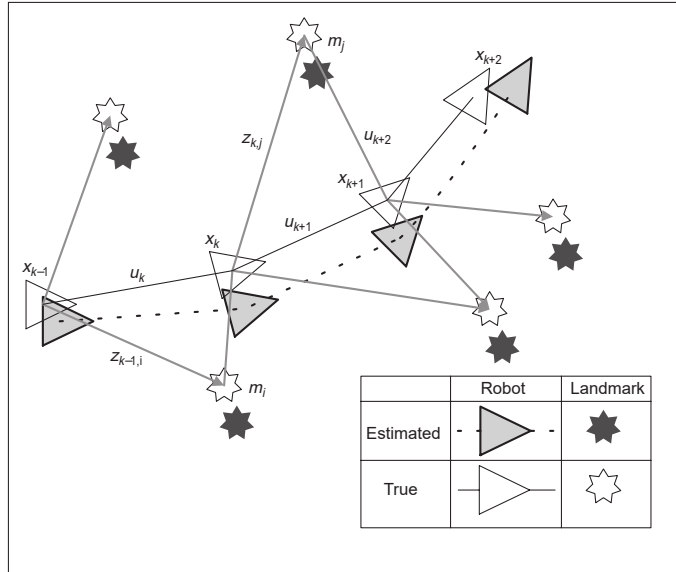 m_j
x_{k+2}
z_{k,j}
u_{k+2}
x_{k+1}
u_{k+1}
x_k
x_{k–1}
u_k
z_{k–1,i}
m_i
Robot Landmark
Estimated
True